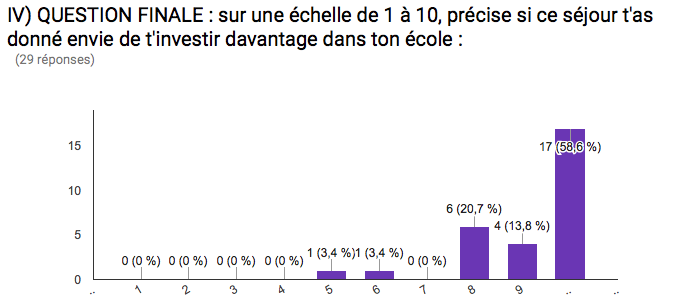 IV) QUESTION FINALE : sur une échelle de 1 à 10, précise si ce séjour t'as
donné envie de t'investir davantage dans ton école :
(29 réponses)
15
10
5
0
0 (0 %) 0 (0 %) 0 (0 %) 0 (0 %) 1 (3,4 %) 1 (3,4 %) 0 (0 %) 6 (20,7 %) 4 (13,8 %) 17 (58,6 %)
.. 1 2 3 4 5 6 7 8 9 .. ..